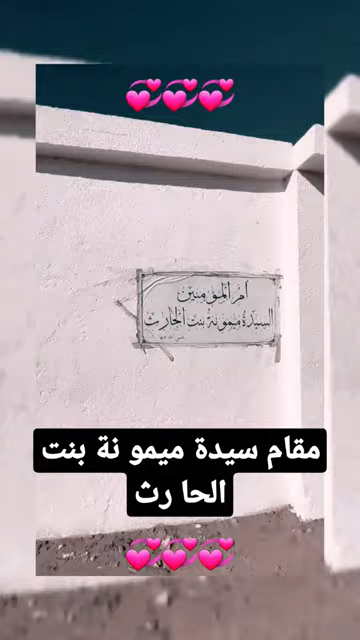 💞💞💞
أم المؤمنين
السيدة ميمونة بنت الحارث
مقام سيدة ميمو نة بنت
الحا رث
💞💞💞